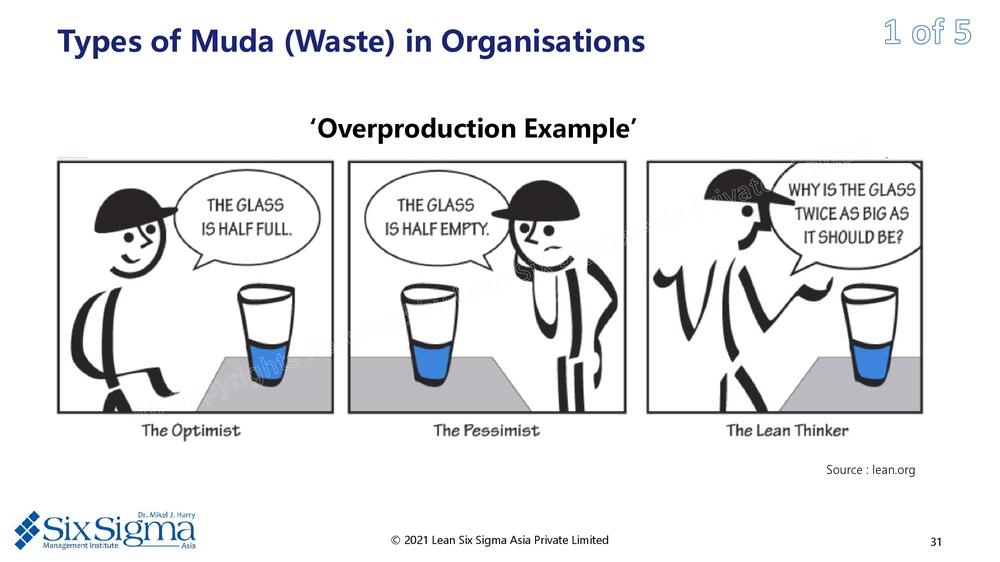 Types of Muda (Waste) in Organisations
1 of 5
‘Overproduction Example’
THE GLASS
IS HALF FULL.
THE GLASS
IS HALF EMPTY.
WHY IS THE GLASS
TWICE AS BIG AS
IT SHOULD BE?
The Optimist
The Pessimist
The Lean Thinker
Source : lean.org
Dr. Mikel J. Harry
SixSigma
Management Institute Asia
© 2021 Lean Six Sigma Asia Private Limited
31